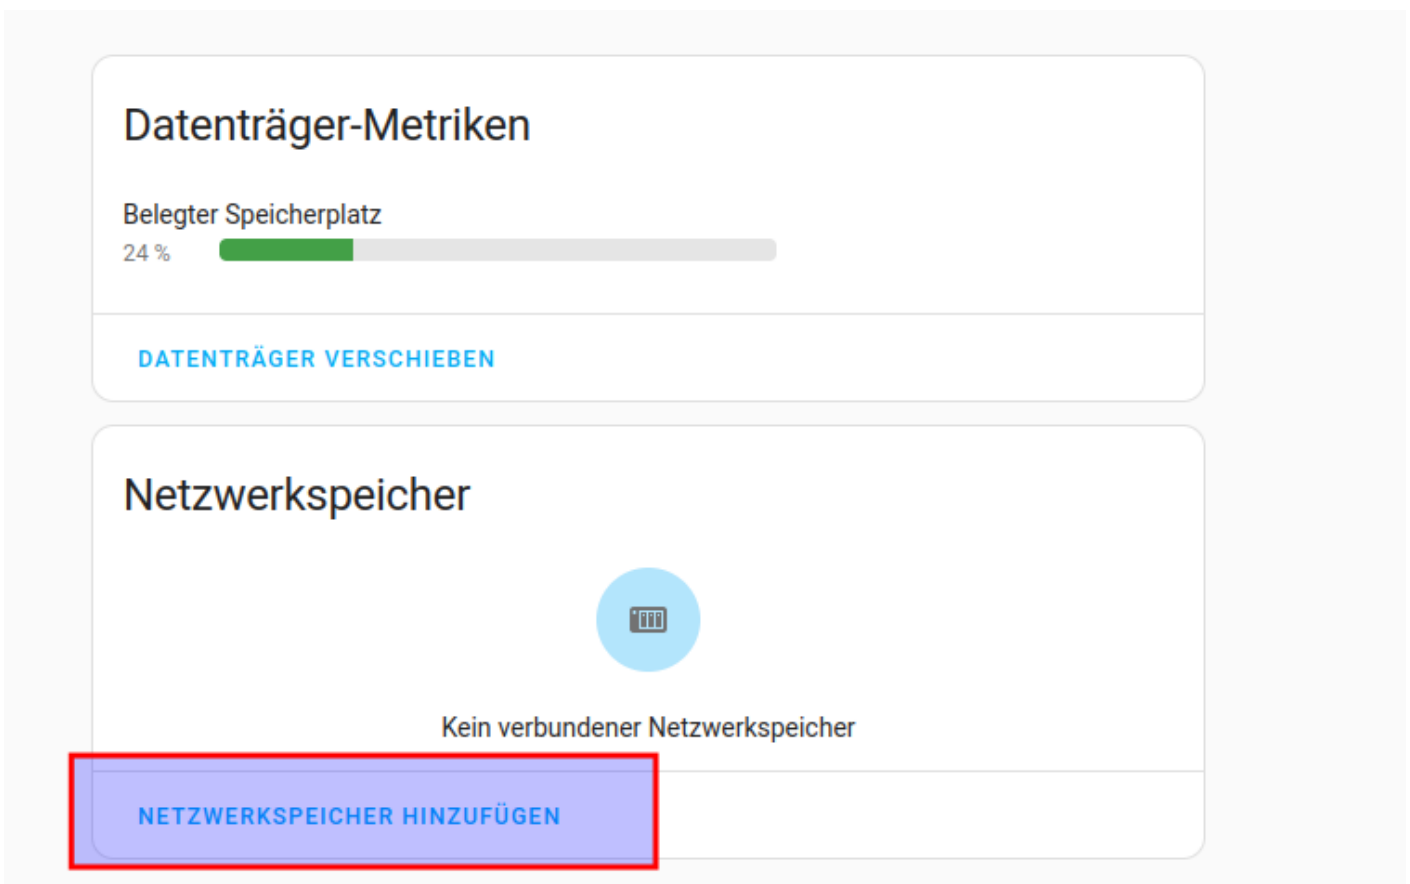 Datenträger-Metriken
Belegter Speicherplatz
24 %
DATENTRÄGER VERSCHIEBEN
Netzwerkspeicher
Kein verbundener Netzwerkspeicher
NETZWERKSPEICHER HINZUFÜGEN